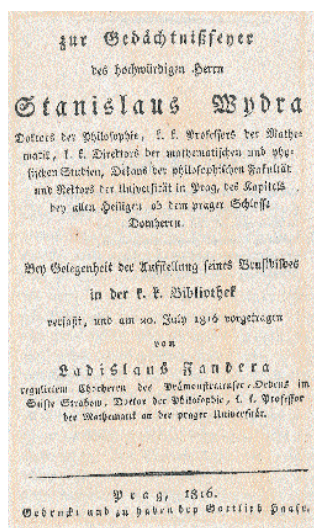 zur Gedächtnißfeyer
des hochwürdigen Herrn
Stanislaus Wydra
Doktors der Philosophie, k. k. Professors der Mathe-
matik, k. k. Direktors der mathematischen und phy-
sischen Studien, Dekans der philosophischen Fakultät
und Rektors der Universität in Prag, des Kapitels
bey allen Heiligen ob dem prager Schlosse
Domherrn.
Bey Gelegenheit der Aufstellung seines Brustbildes
in der k. k. Bibliothek
verfaßt, und am 20. July 1816 vorgetragen
von
Ladislaus Jandera
regulirtem Chorherrn des Prämonstratenser-Ordens im
Stifte Strahow, Doktor der Philosophie, k. k. Professor
der Mathematik an der prager Universität.
Prag, 1816.
Gedruckt und zu haben bey Gottlieb Haase.